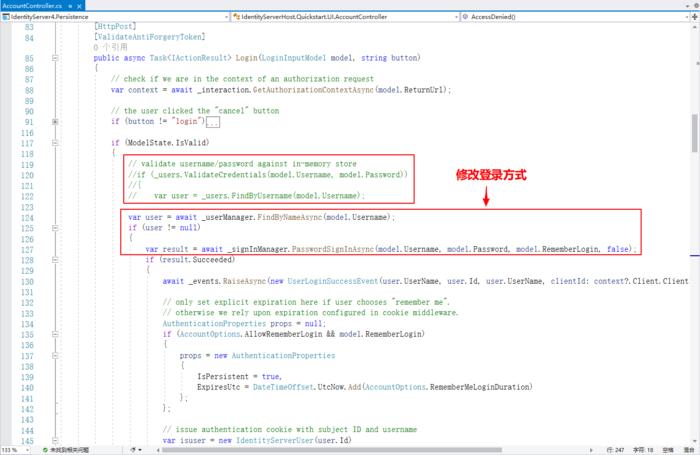 AccountController.cs
IdentityServer4.Persistence
IdentityServerHost.Quickstart.UI.AccountController
AccessDenied()
83 [HttpPost]
84 [ValidateAntiForgeryToken]
0 个引用
85 public async Task<IActionResult> Login(LoginInputModel model, string button)
86 {
87 // check if we are in the context of an authorization request
88 var context = await _interaction.GetAuthorizationContextAsync(model.ReturnUrl);
89
90 // the user clicked the "cancel" button
91 if (button != "login")...
116
117 if (ModelState.IsValid)
118 {
119 // validate username/password against in-memory store
120 //if (_users.ValidateCredentials(model.Username, model.Password))
121 //{
122 // var user = _users.FindByUsername(model.Username);
修改登录方式
124 var user = await _userManager.FindByNameAsync(model.Username);
125 if (user != null)
126 {
127 var result = await _signInManager.PasswordSignInAsync(model.Username, model.Password, model.RememberLogin, false);
128 if (result.Succeeded)
129 {
130 await _events.RaiseAsync(new UserLoginSuccessEvent(user.UserName, user.Id, user.UserName, clientId: context?.Client.Client
131
132 // only set explicit expiration here if user chooses "remember me".
133 // otherwise we rely upon expiration configured in cookie middleware.
134 AuthenticationProperties props = null;
135 if (AccountOptions.AllowRememberLogin && model.RememberLogin)
136 {
137 props = new AuthenticationProperties
138 {
139 IsPersistent = true,
140 ExpiresUtc = DateTimeOffset.UtcNow.Add(AccountOptions.RememberMeLoginDuration)
141 };
142 };
143
144 // issue authentication cookie with subject ID and username
145 var isuser = new IdentityServerUser(user.Id)
133 % 未找到相关问题 行: 247 字符: 18 空格 混合